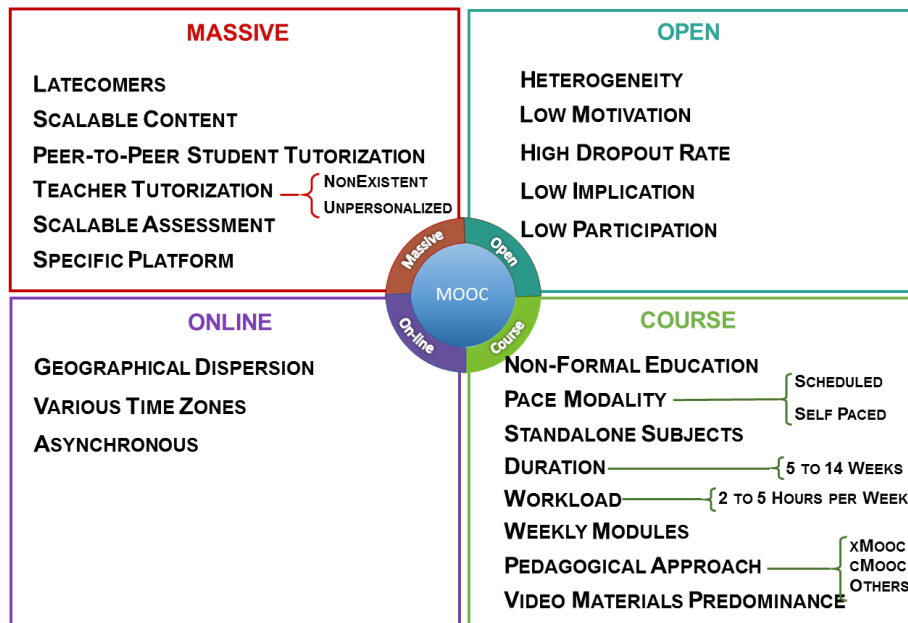 MASSIVE
LATECOMERS
SCALABLE CONTENT
PEER-TO-PEER STUDENT TUTORIZATION
TEACHER TUTORIZATION
NONEXISTENT
UNPERSONALIZED
SCALABLE ASSESSMENT
SPECIFIC PLATFORM
OPEN
HETEROGENEITY
LOW MOTIVATION
HIGH DROPOUT RATE
LOW IMPLICATION
LOW PARTICIPATION
Massive
Open
MOOC
On-line
Course
ONLINE
GEOGRAPHICAL DISPERSION
VARIOUS TIME ZONES
ASYNCHRONOUS
COURSE
NON-FORMAL EDUCATION
PACE MODALITY
SCHEDULED
SELF PACED
STANDALONE SUBJECTS
DURATION
5 TO 14 WEEKS
WORKLOAD
2 TO 5 HOURS PER WEEK
WEEKLY MODULES
PEDAGOGICAL APPROACH
XMOOC
CMOOC
OTHERS
VIDEO MATERIALS PREDOMINANCE